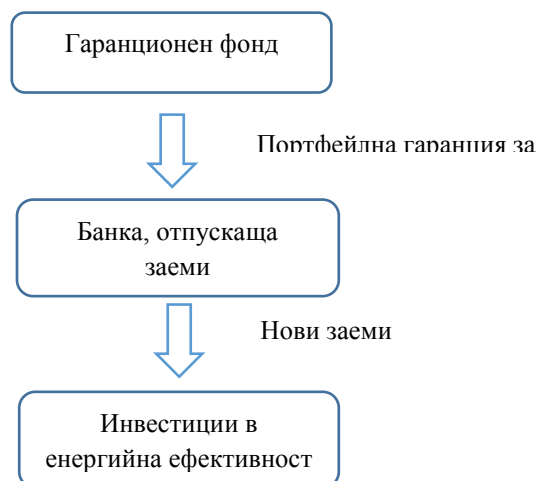 Гаранционен фонд
Портфейлна гаранция за
Банка, отпускаща
заеми
Нови заеми
Инвестиции в
енергийна ефективност